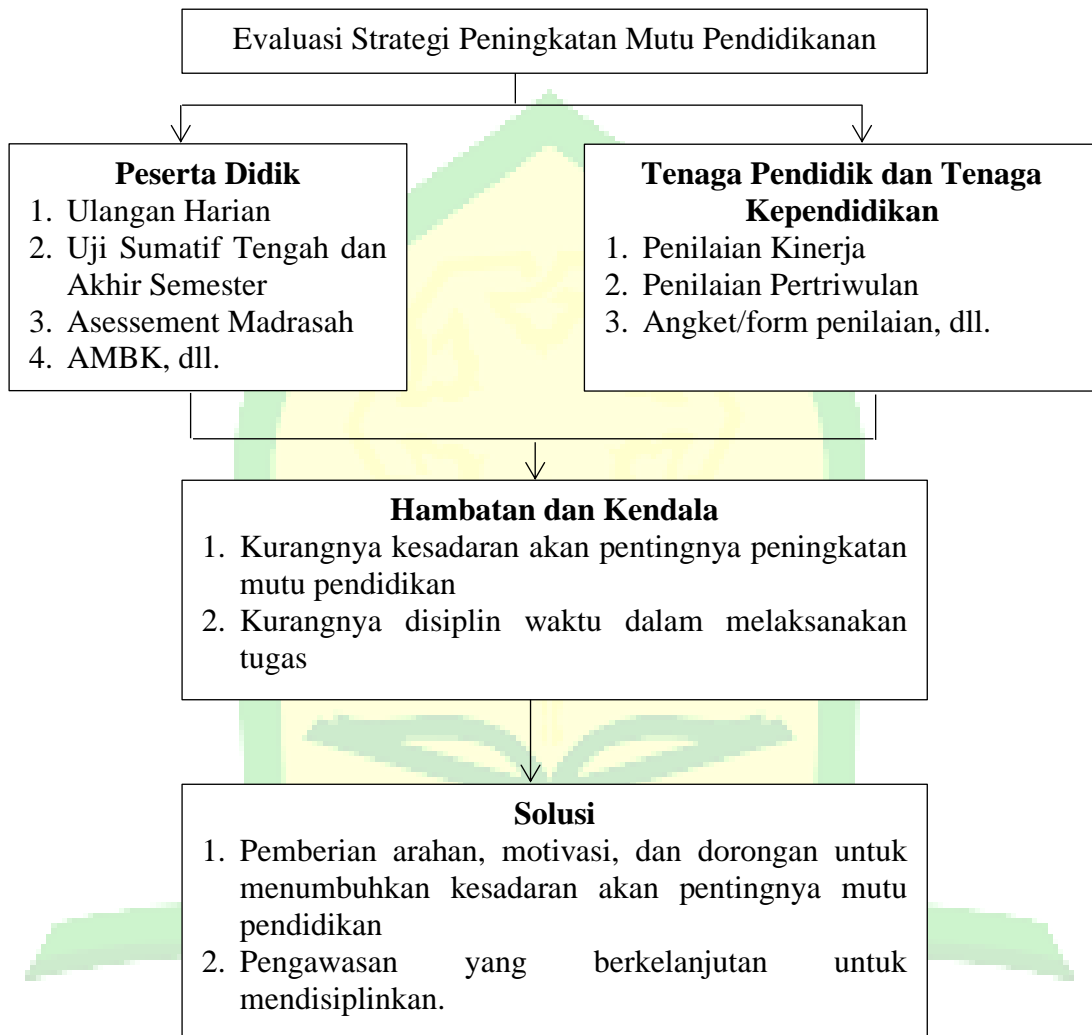 Evaluasi Strategi Peningkatan Mutu Pendidikanan
Peserta Didik
1. Ulangan Harian
2. Uji Sumatif Tengah dan
Akhir Semester
3. Asessement Madrasah
4. AMBK, dll.
Tenaga Pendidik dan Tenaga
Kependidikan
1. Penilaian Kinerja
2. Penilaian Pertriwulan
3. Angket/form penilaian, dll.
Hambatan dan Kendala
1. Kurangnya kesadaran akan pentingnya peningkatan
mutu pendidikan
2. Kurangnya disiplin waktu dalam melaksanakan
tugas
Solusi
1. Pemberian arahan, motivasi, dan dorongan untuk
menumbuhkan kesadaran akan pentingnya mutu
pendidikan
2. Pengawasan yang berkelanjutan untuk
mendisiplinkan.